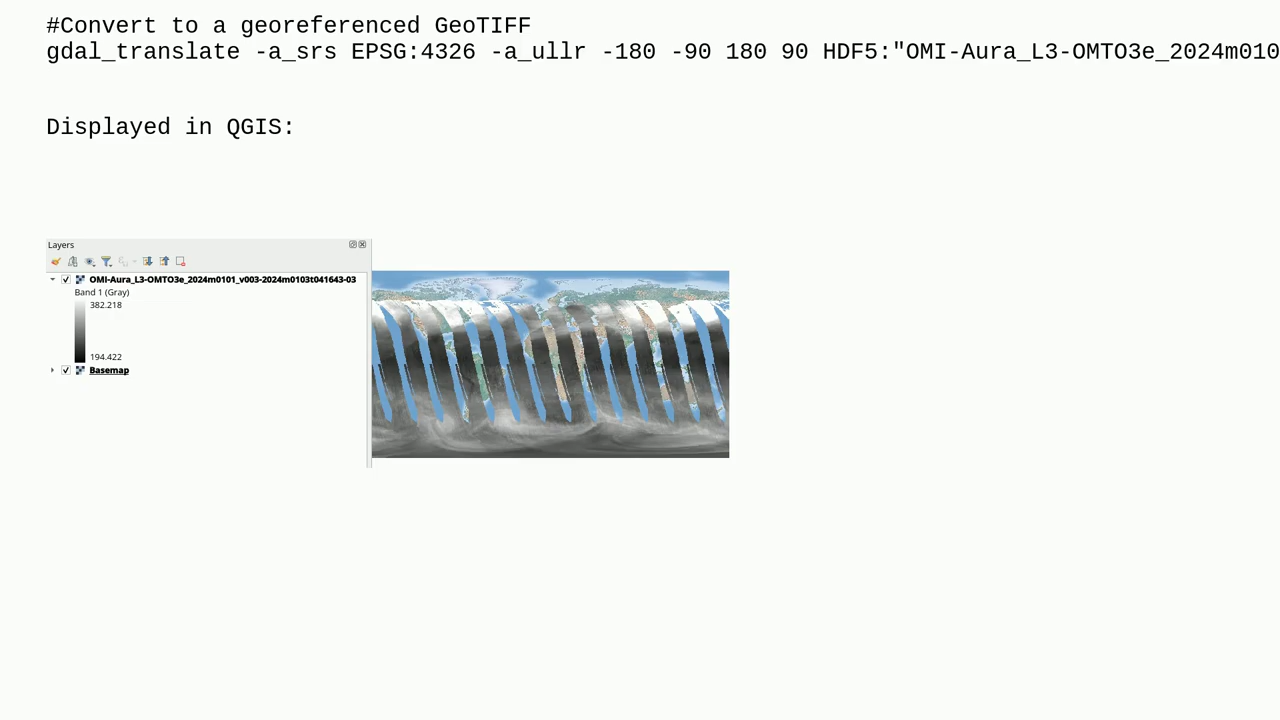 #Convert to a georeferenced GeoTIFF
gdal_translate -a_srs EPSG:4326 -a_ullr -180 -90 180 90 HDF5:"OMI-Aura_L3-OMTO3e_2024m010
Displayed in QGIS:
Layers
OMI-Aura_L3-OMTO3e_2024m0101_v003-2024m0103t041643-03
Band 1 (Gray)
382.218
194.422
Basemap